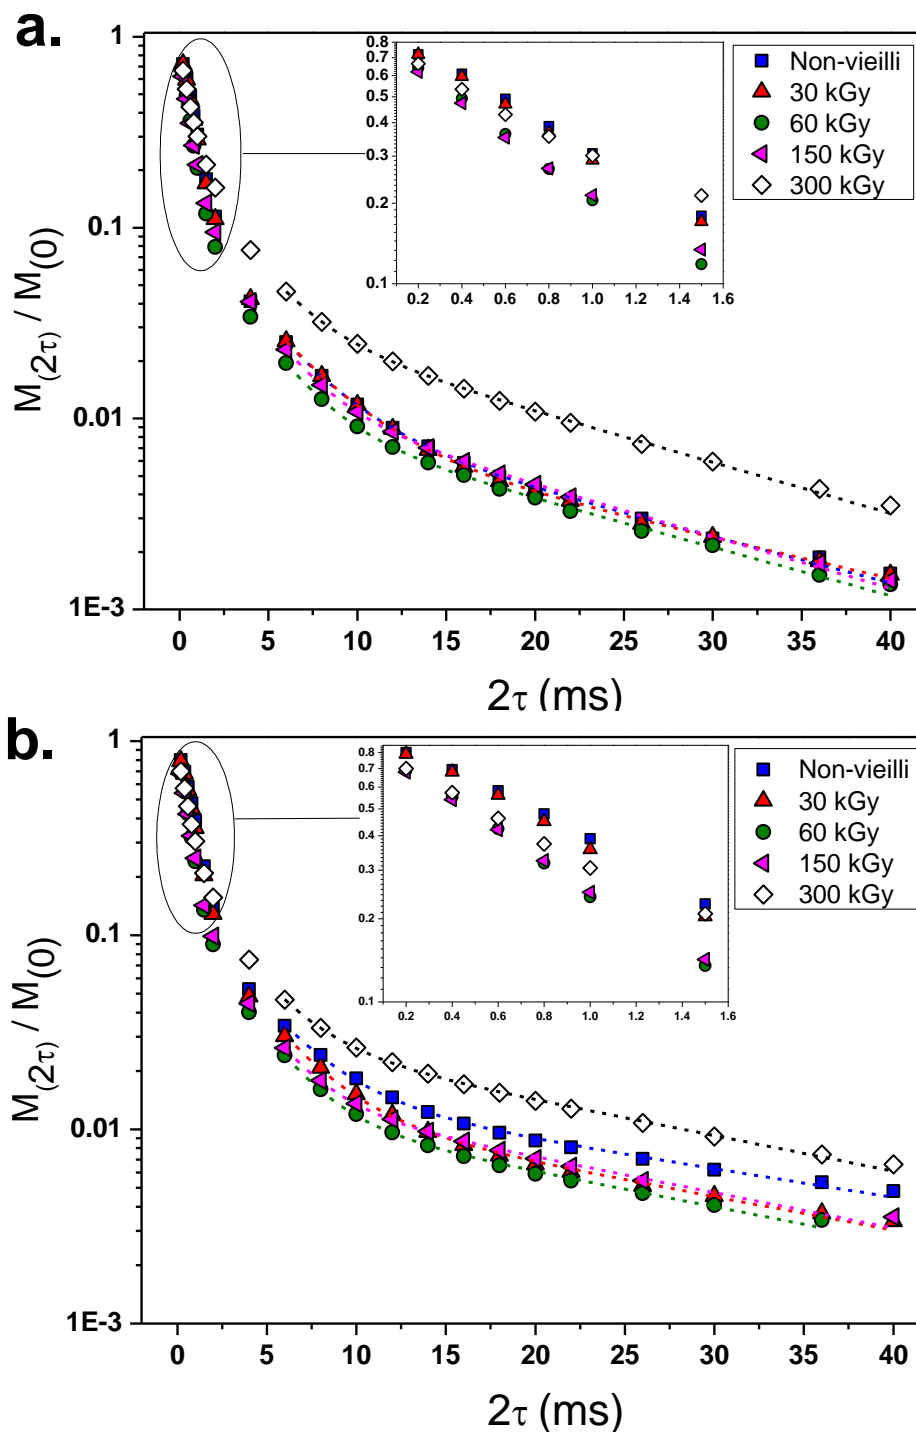 a.
Non-vieilli
30 kGy
60 kGy
150 kGy
300 kGy
0.8
0.7
0.6
0.5
0.4
0.3
0.2
0.1
0.2 0.4 0.6 0.8 1.0 1.2 1.4 1.6
1
0.1
0.01
1E-3
M(2τ) / M(0)
0 5 10 15 20 25 30 35 40
2τ (ms)
b.
Non-vieilli
30 kGy
60 kGy
150 kGy
300 kGy
0.8
0.7
0.6
0.5
0.4
0.3
0.2
0.1
0.2 0.4 0.6 0.8 1.0 1.2 1.4 1.6
1
0.1
0.01
1E-3
M(2τ) / M(0)
0 5 10 15 20 25 30 35 40
2τ (ms)